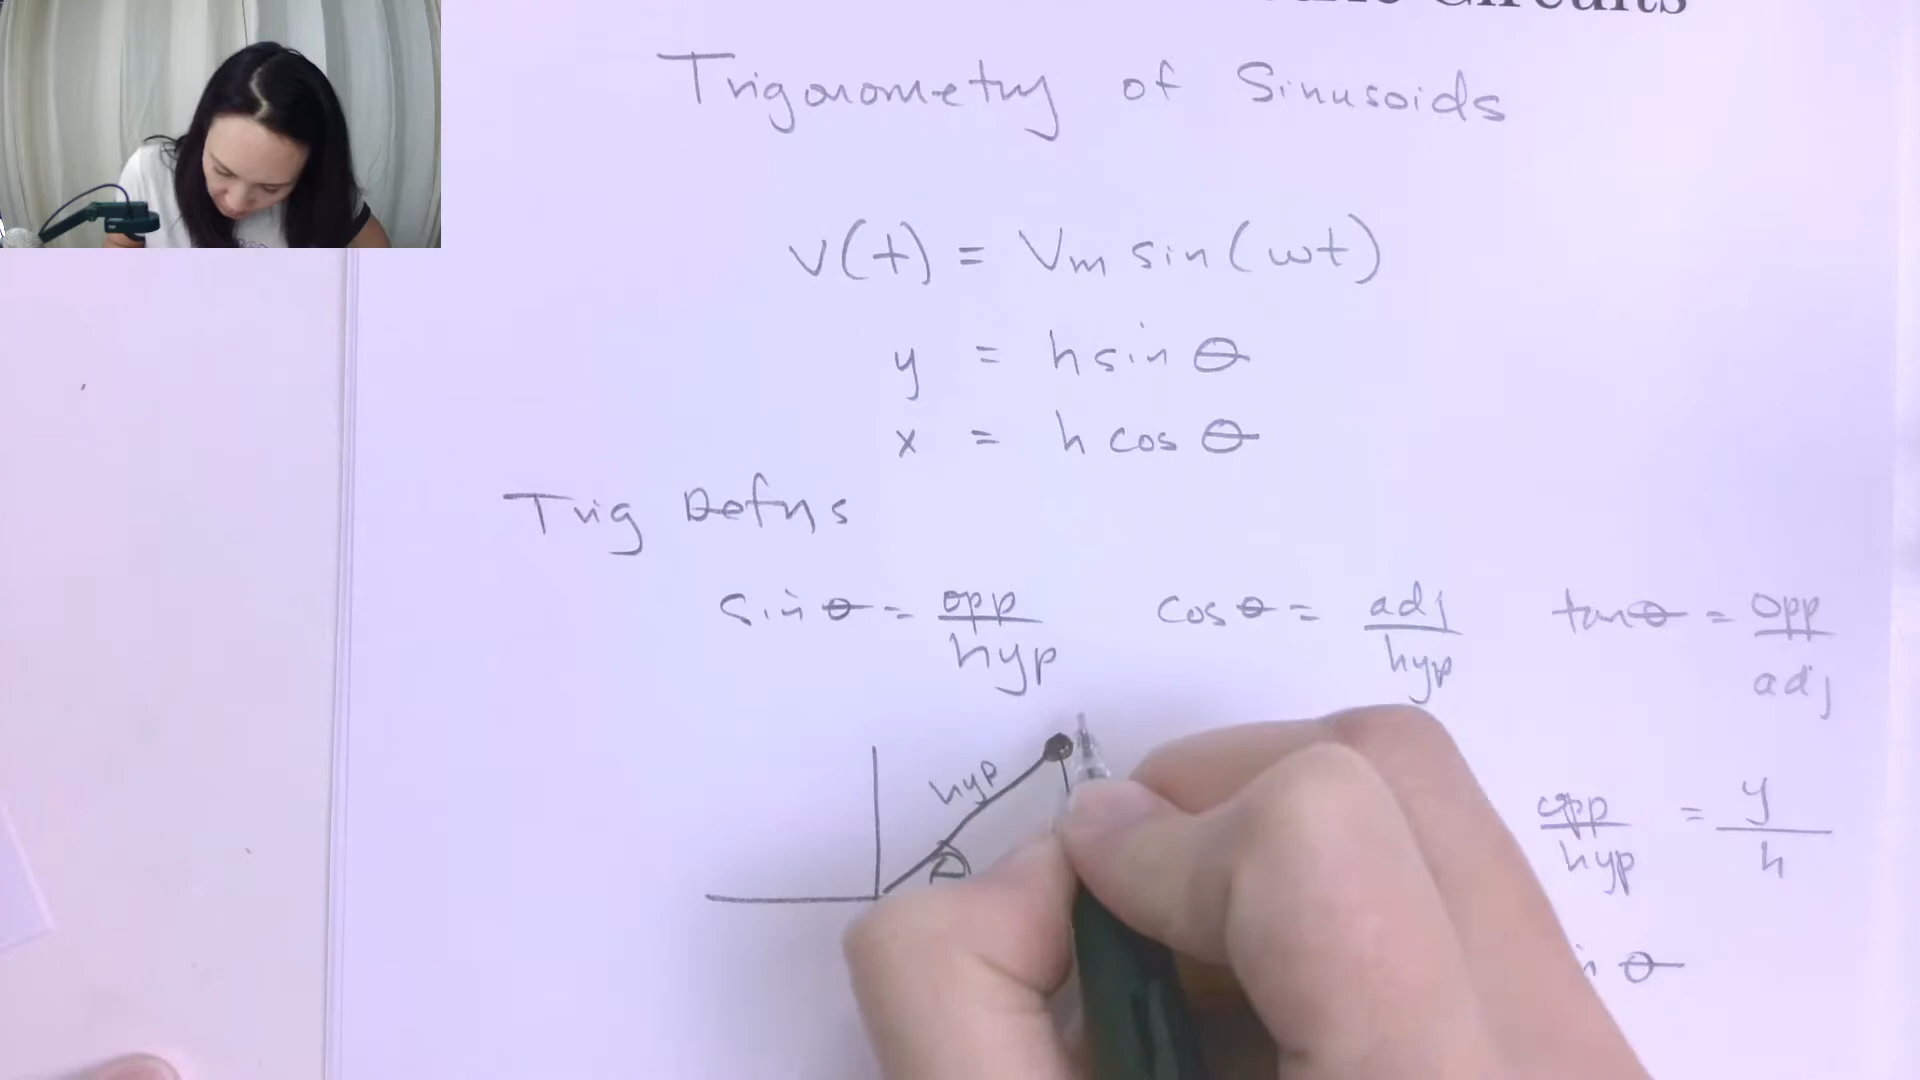 Circuits
Trigonometry of Sinusoids
v(t) = Vm sin(ωt)
y = h sin θ
x = h cos θ
Trig Defns
sin θ = opp/hyp cos θ = adj/hyp tan θ = opp/adj
hyp
opp/hyp = y/h
θ